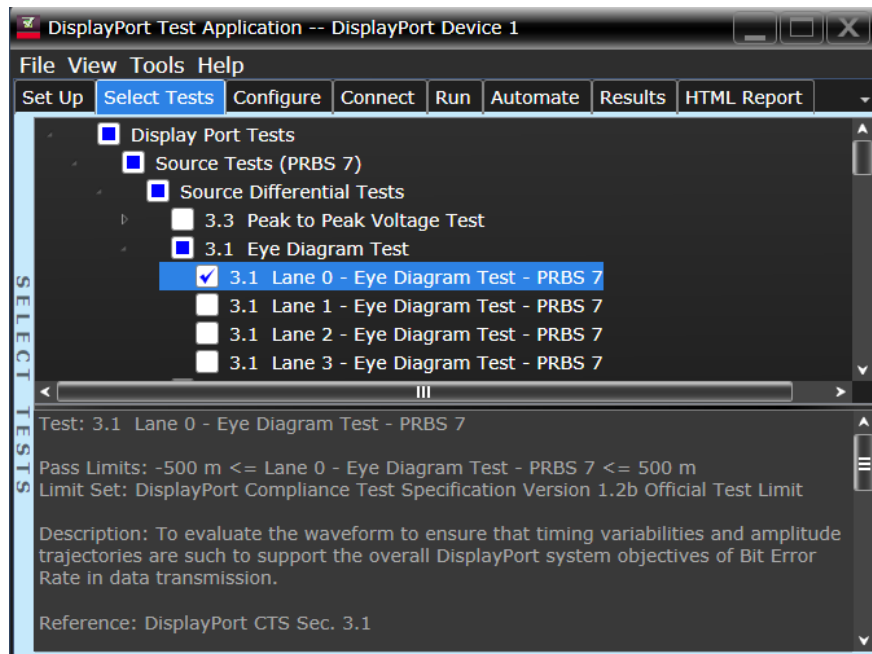 DisplayPort Test Application -- DisplayPort Device 1
File View Tools Help
Set Up Select Tests Configure Connect Run Automate Results HTML Report
Display Port Tests
Source Tests (PRBS 7)
Source Differential Tests
3.3 Peak to Peak Voltage Test
3.1 Eye Diagram Test
3.1 Lane 0 - Eye Diagram Test - PRBS 7
3.1 Lane 1 - Eye Diagram Test - PRBS 7
3.1 Lane 2 - Eye Diagram Test - PRBS 7
3.1 Lane 3 - Eye Diagram Test - PRBS 7
SELECT TESTS
Test: 3.1 Lane 0 - Eye Diagram Test - PRBS 7
Pass Limits: -500 m <= Lane 0 - Eye Diagram Test - PRBS 7 <= 500 m
Limit Set: DisplayPort Compliance Test Specification Version 1.2b Official Test Limit
Description: To evaluate the waveform to ensure that timing variabilities and amplitude
trajectories are such to support the overall DisplayPort system objectives of Bit Error
Rate in data transmission.
Reference: DisplayPort CTS Sec. 3.1